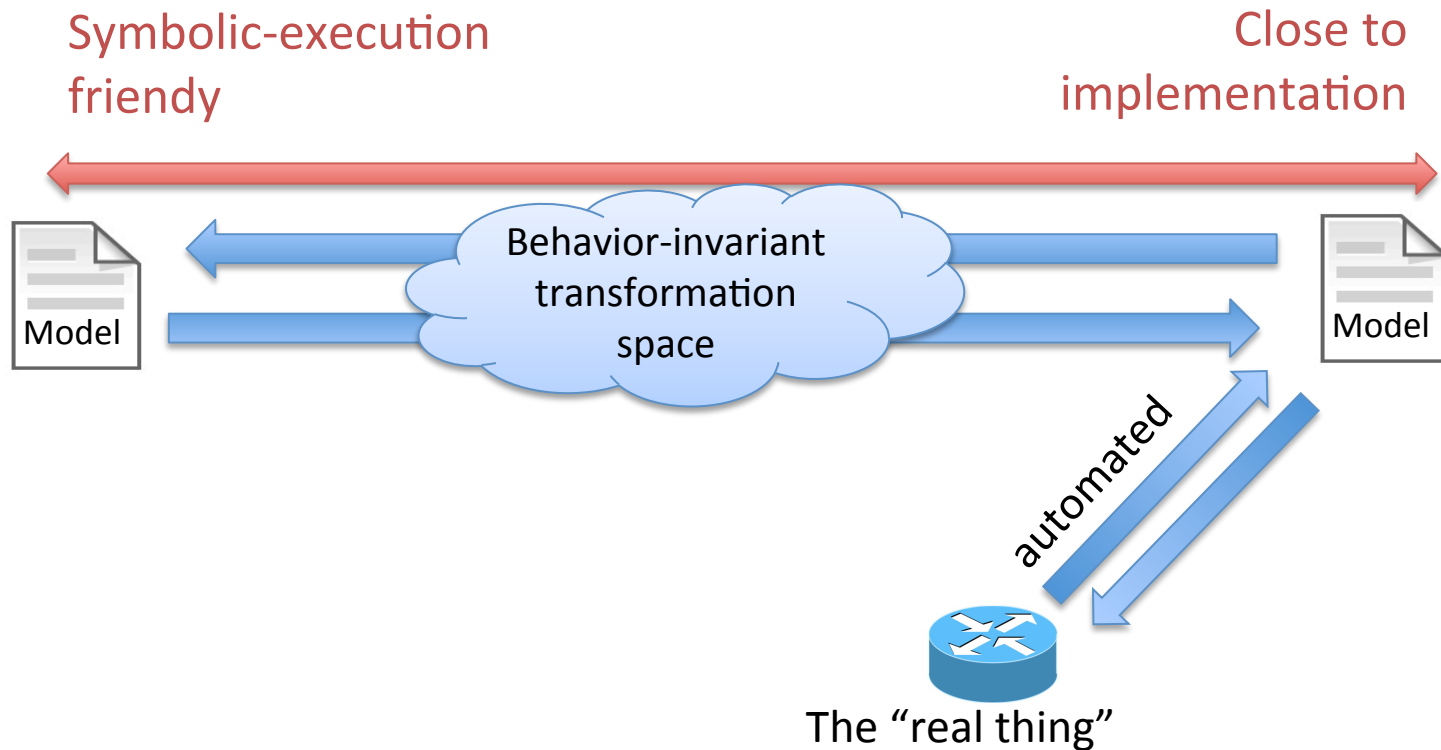 Symbolic-execution
friendy
Close to
implementation
Behavior-invariant
transformation
space
Model
Model
automated
The “real thing”